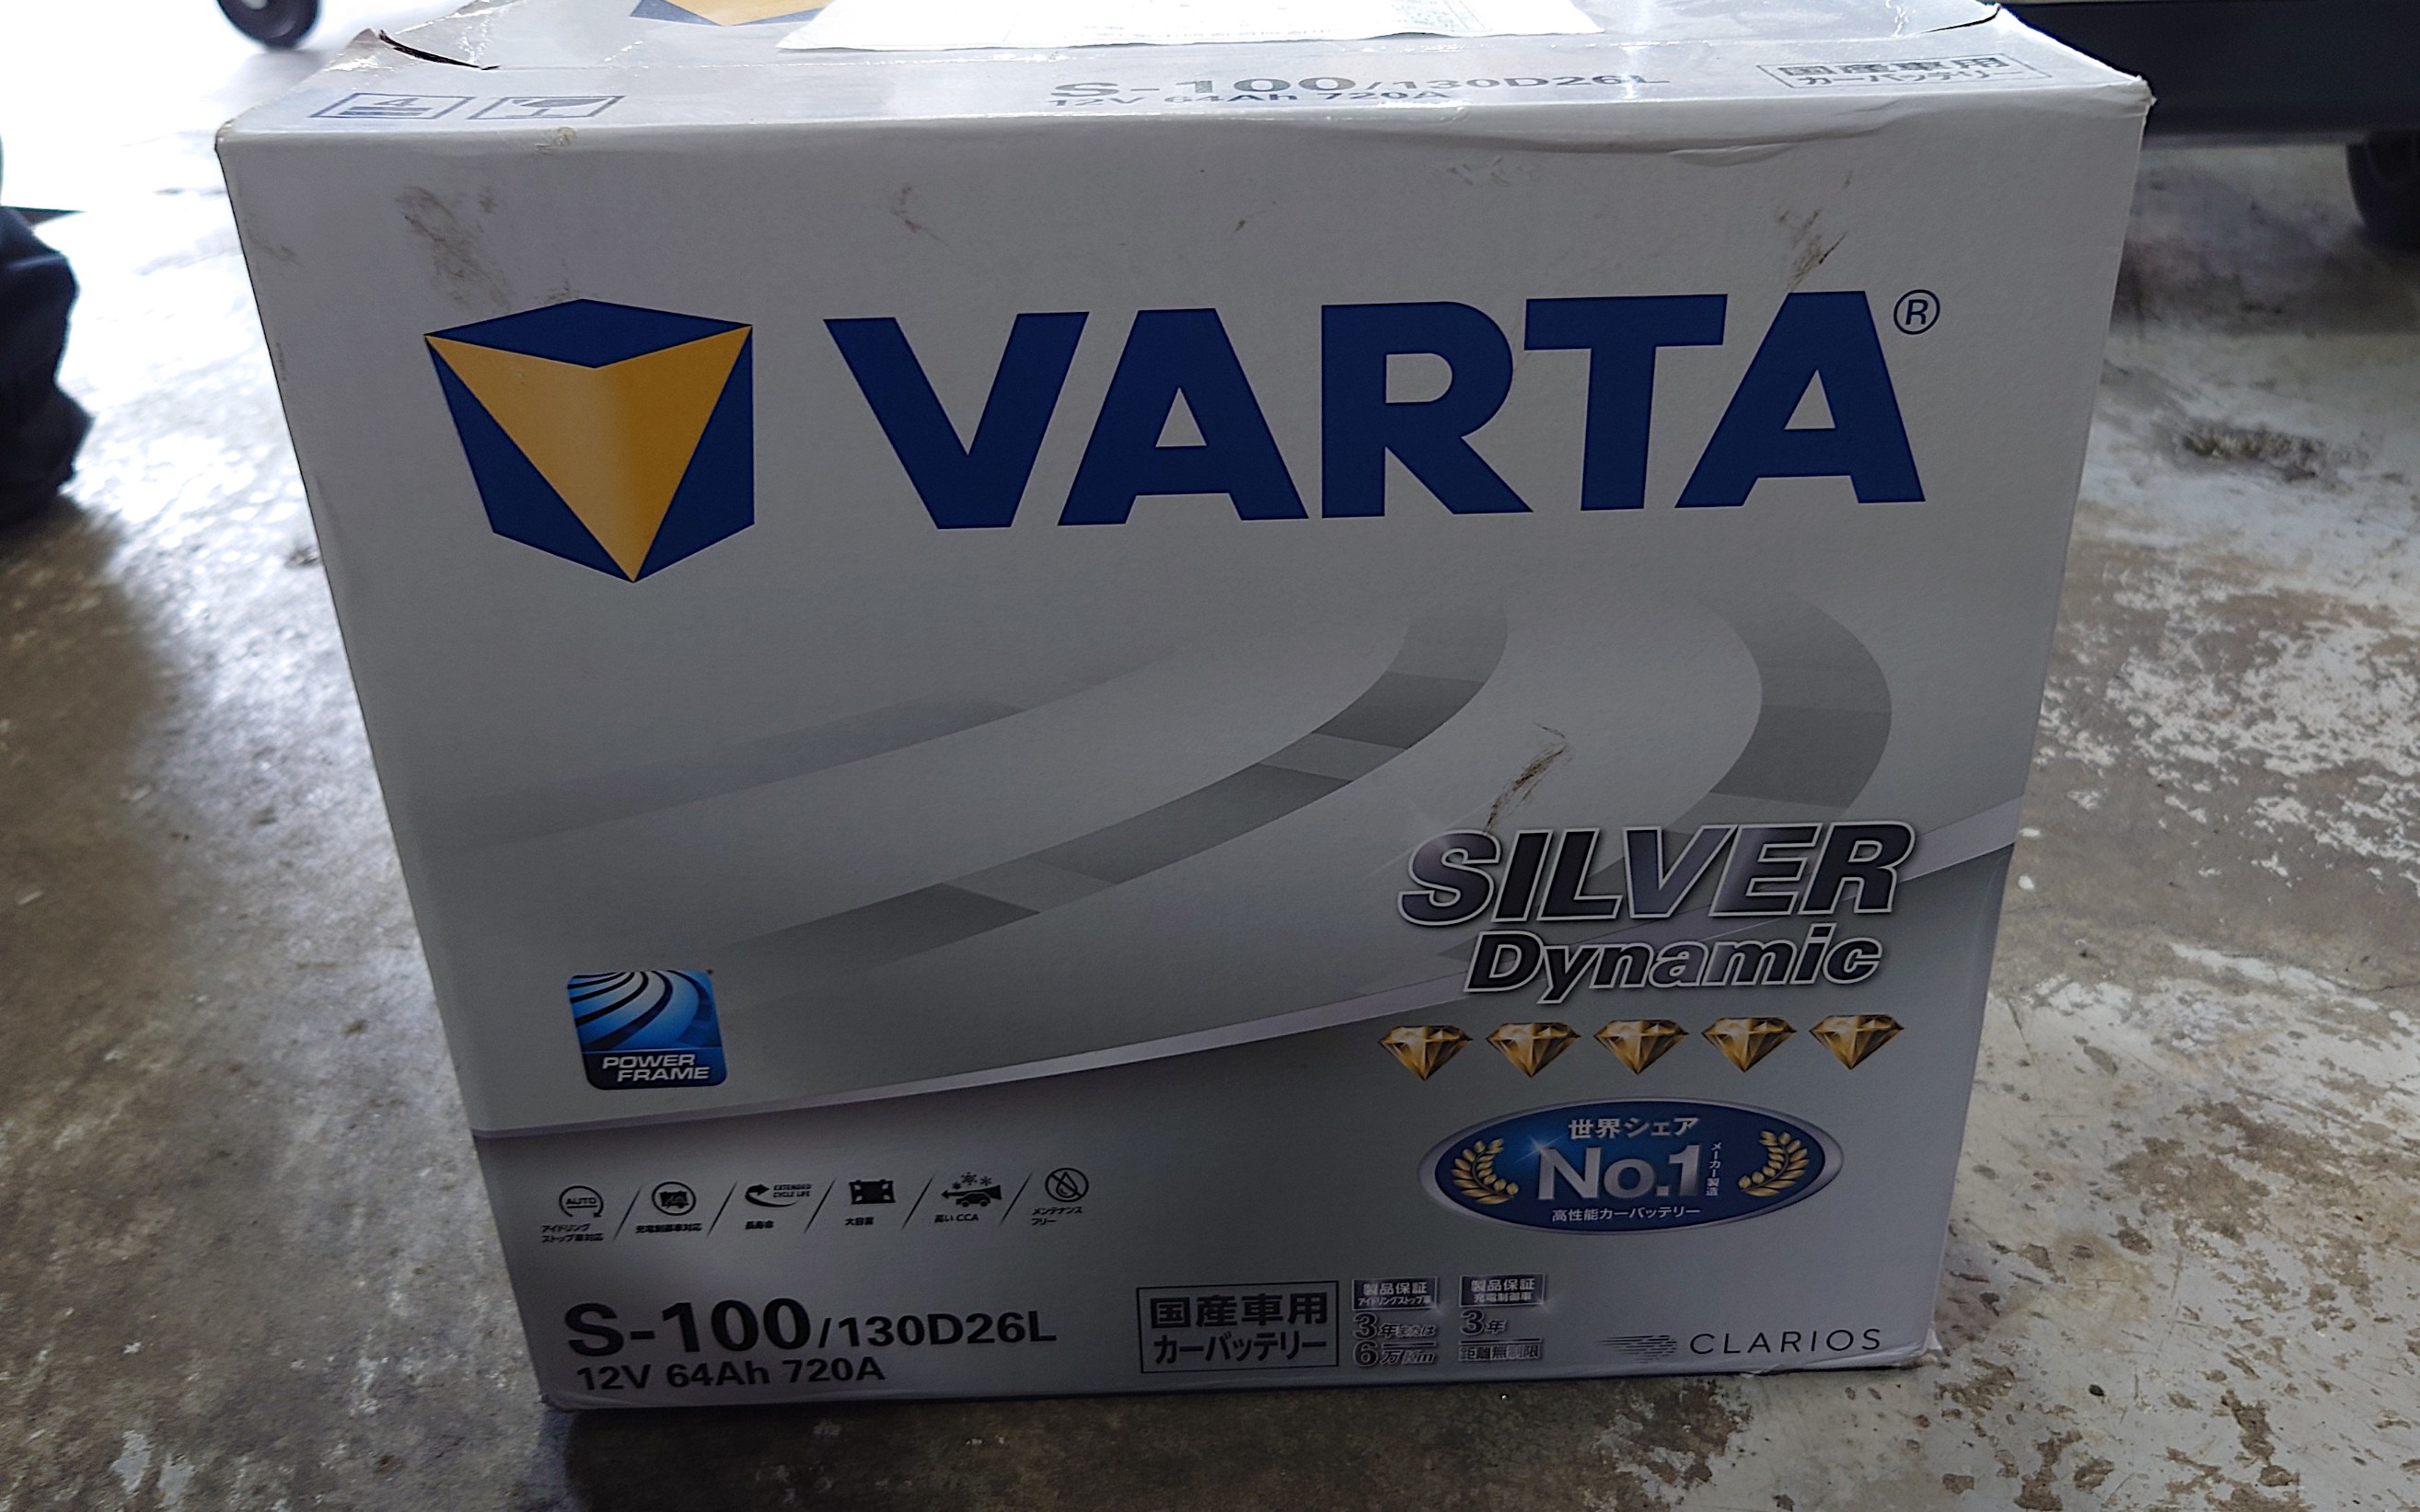 S-100/130D26L
12V 64Ah 720A
国産車用
カーバッテリー
VARTA®
SILVER
Dynamic
POWER
FRAME
世界シェア
No.1
メーカー製造
高性能カーバッテリー
AUTO
アイドリング
ストップ車対応
充電制御車対応
EXTENDED
CYCLE LIFE
長寿命
大容量
高いCCA
メンテナンス
フリー
S-100/130D26L
12V 64Ah 720A
国産車用
カーバッテリー
製品保証
アイドリングストップ車
3年または
6万km
製品保証
充電制御車
3年
距離無制限
CLARIOS